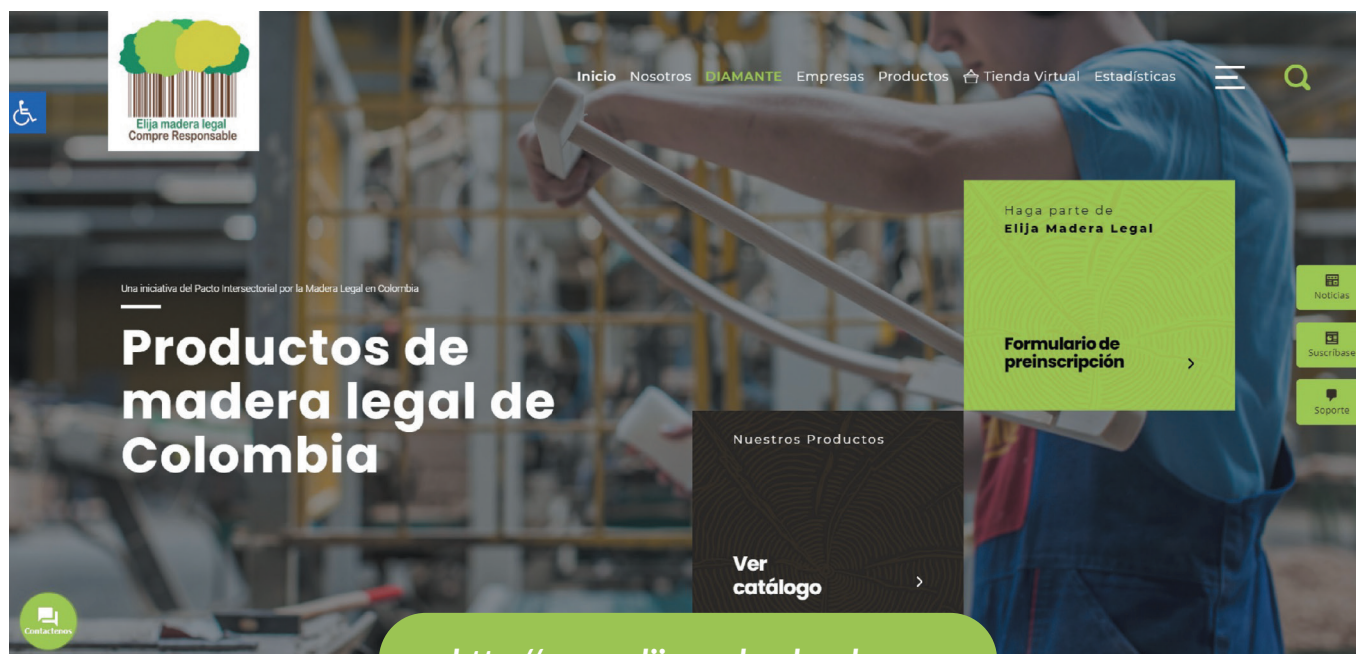 Elija madera legal
Compre Responsable
Inicio Nosotros DIAMANTE Empresas Productos Tienda Virtual Estadísticas
Haga parte de
Elija Madera Legal
Formulario de
preinscripción
Una iniciativa del Pacto Intersectorial por la Madera Legal en Colombia
Productos de
madera legal de
Colombia
Nuestros Productos
Ver
catálogo
Noticias
Suscríbase
Soporte
Contactenos